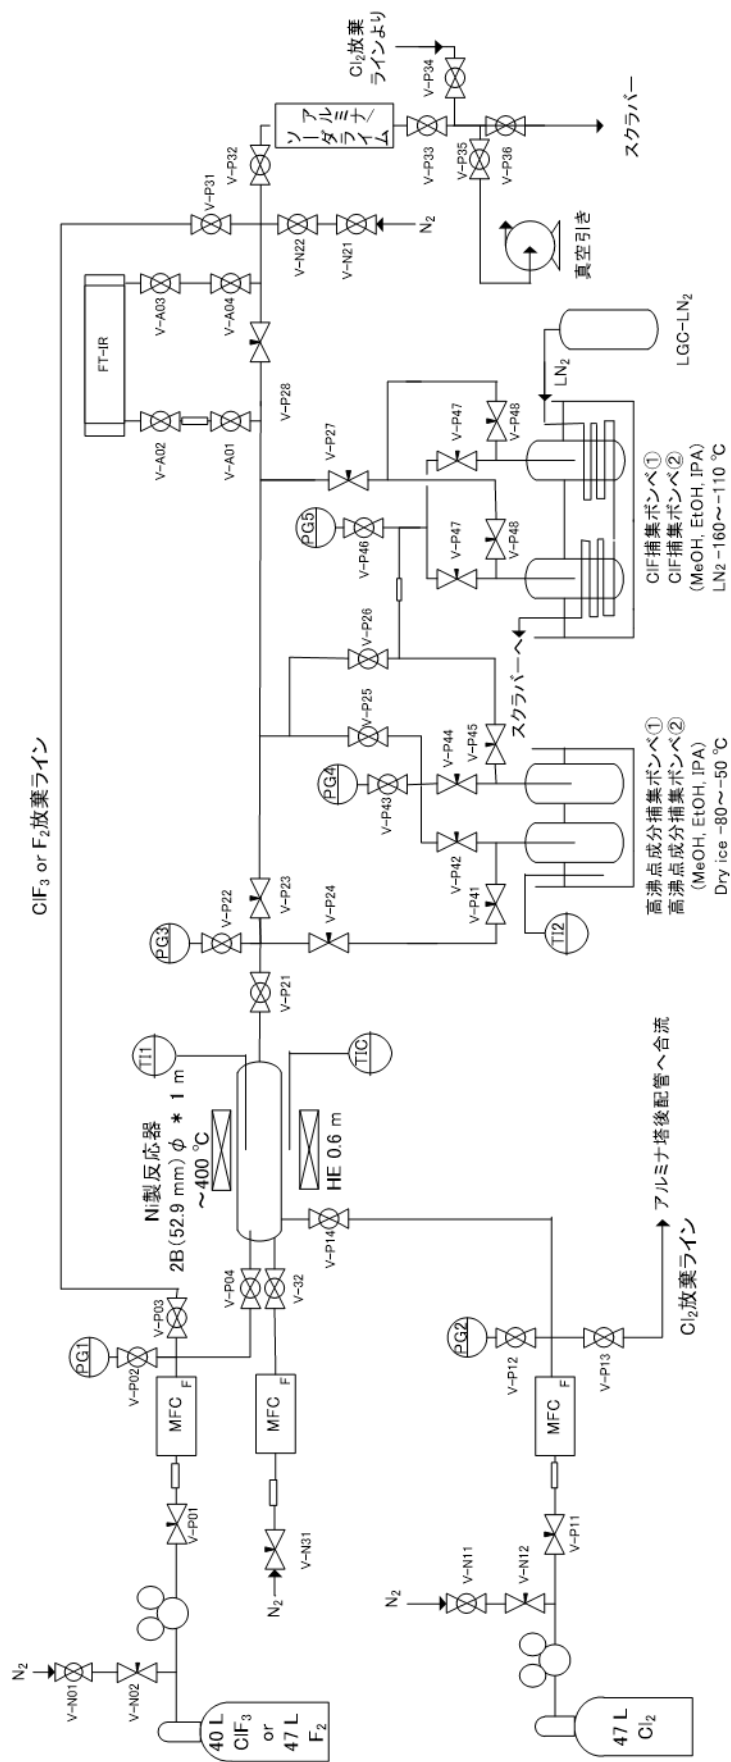 N₂
V-N01
V-N02
40 L
ClF₃
or
47 L
F₂
V-P01
MFC
F
PG1
V-P02
V-P03
ClF₃ or F₂放棄ライン
N₂
V-N31
MFC
F
V-P04
V-32
Ni製反応器
2B(52.9 mm)φ * 1 m
~400 ℃
HE 0.6 m
TI1
TIC
V-P14
47 L
Cl₂
N₂
V-N11
V-N12
V-P11
MFC
F
PG2
V-P12
V-P13
Cl₂放棄ライン
アルミナ塔後配管へ合流
V-P21
PG3
V-P22
V-P23
V-P24
V-P41
V-P42
V-P25
V-P26
PG4
V-P43
V-P44
V-P45
TI2
高沸点成分捕集ボンベ①
高沸点成分捕集ボンベ②
(MeOH, EtOH, IPA)
Dry ice -80~-50 ℃
スクラバーへ
PG5
V-P46
V-P47
V-P48
V-P47
V-P48
V-P27
ClF捕集ボンベ①
ClF捕集ボンベ②
(MeOH, EtOH, IPA)
LN₂ -160~-110 ℃
LN₂
LGC-LN₂
FT-IR
V-A02
V-A01
V-A03
V-A04
V-P28
V-P31
V-N22
V-N21
N₂
V-P32
アルミナ/
ソーダライム
V-P33
V-P34
Cl₂放棄
ラインより
V-P35
V-P36
真空引き
スクラバー